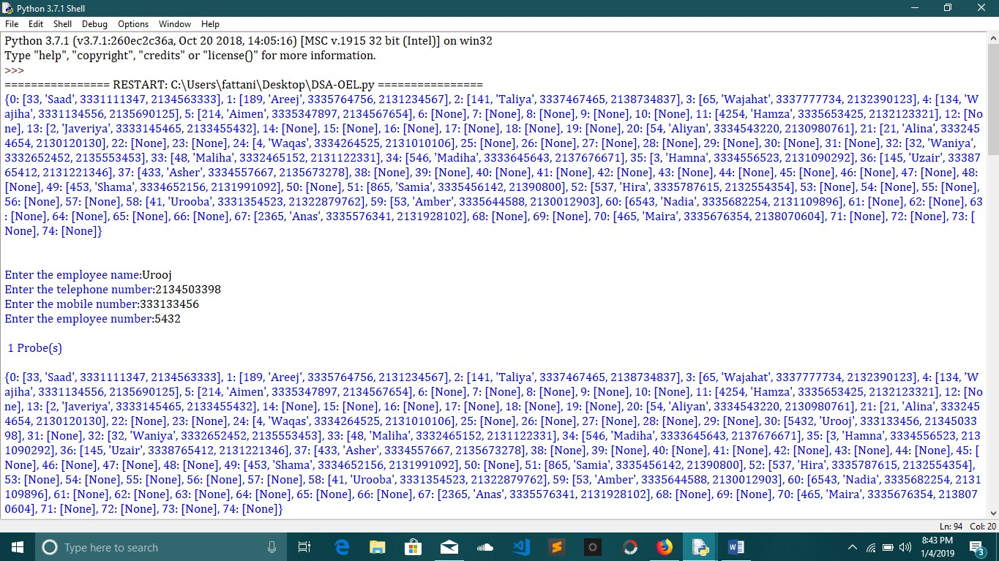 Python 3.7.1 Shell
File Edit Shell Debug Options Window Help
Python 3.7.1 (v3.7.1:260ec2c36a, Oct 20 2018, 14:05:16) [MSC v.1915 32 bit (Intel)] on win32
Type "help", "copyright", "credits" or "license()" for more information.
>>>
================ RESTART: C:\Users\fattani\Desktop\DSA-OEL.py ================
{0: [33, 'Saad', 3331111347, 2134563333], 1: [189, 'Areej', 3335764756, 2131234567], 2: [141, 'Taliya', 3337467465, 2138734837], 3: [65, 'Wajahat', 3337777734, 2132390123], 4: [134, 'W
ajiha', 3331134556, 2135690125], 5: [214, 'Aimen', 3335347897, 2134567654], 6: [None], 7: [None], 8: [None], 9: [None], 10: [None], 11: [4254, 'Hamza', 3335653425, 2132123321], 12: [No
ne], 13: [2, 'Javeriya', 3333145465, 2133455432], 14: [None], 15: [None], 16: [None], 17: [None], 18: [None], 19: [None], 20: [54, 'Aliyan', 3334543220, 2130980761], 21: [21, 'Alina', 333245
4654, 2130120130], 22: [None], 23: [None], 24: [4, 'Waqas', 3334264525, 2131010106], 25: [None], 26: [None], 27: [None], 28: [None], 29: [None], 30: [None], 31: [None], 32: [32, 'Waniya',
3332652452, 2135553453], 33: [48, 'Maliha', 3332465152, 2131122331], 34: [546, 'Madiha', 3333645643, 2137676671], 35: [3, 'Hamna', 3334556523, 2131090292], 36: [145, 'Uzair', 33387
65412, 2131221346], 37: [433, 'Asher', 3334557667, 2135673278], 38: [None], 39: [None], 40: [None], 41: [None], 42: [None], 43: [None], 44: [None], 45: [None], 46: [None], 47: [None], 48:
[None], 49: [453, 'Shama', 3334652156, 2131991092], 50: [None], 51: [865, 'Samia', 3335456142, 21390800], 52: [537, 'Hira', 3335787615, 2132554354], 53: [None], 54: [None], 55: [None],
56: [None], 57: [None], 58: [41, 'Urooba', 3331354523, 21322879762], 59: [53, 'Amber', 3335644588, 2130012903], 60: [6543, 'Nadia', 3335682254, 2131109896], 61: [None], 62: [None], 63
: [None], 64: [None], 65: [None], 66: [None], 67: [2365, 'Anas', 3335576341, 2131928102], 68: [None], 69: [None], 70: [465, 'Maira', 3335676354, 2138070604], 71: [None], 72: [None], 73: [
None], 74: [None]}
Enter the employee name:Urooj
Enter the telephone number:2134503398
Enter the mobile number:333133456
Enter the employee number:5432
1 Probe(s)
{0: [33, 'Saad', 3331111347, 2134563333], 1: [189, 'Areej', 3335764756, 2131234567], 2: [141, 'Taliya', 3337467465, 2138734837], 3: [65, 'Wajahat', 3337777734, 2132390123], 4: [134, 'W
ajiha', 3331134556, 2135690125], 5: [214, 'Aimen', 3335347897, 2134567654], 6: [None], 7: [None], 8: [None], 9: [None], 10: [None], 11: [4254, 'Hamza', 3335653425, 2132123321], 12: [No
ne], 13: [2, 'Javeriya', 3333145465, 2133455432], 14: [None], 15: [None], 16: [None], 17: [None], 18: [None], 19: [None], 20: [54, 'Aliyan', 3334543220, 2130980761], 21: [21, 'Alina', 3332
454654, 2130120130], 22: [None], 23: [None], 24: [4, 'Waqas', 3334264525, 2131010106], 25: [None], 26: [None], 27: [None], 28: [None], 29: [None], 30: [5432, 'Urooj', 333133456, 21345033
98], 31: [None], 32: [32, 'Waniya', 3332652452, 2135553453], 33: [48, 'Maliha', 3332465152, 2131122331], 34: [546, 'Madiha', 3333645643, 2137676671], 35: [3, 'Hamna', 3334556523, 213
1090292], 36: [145, 'Uzair', 3338765412, 2131221346], 37: [433, 'Asher', 3334557667, 2135673278], 38: [None], 39: [None], 40: [None], 41: [None], 42: [None], 43: [None], 44: [None], 45: [
None], 46: [None], 47: [None], 48: [None], 49: [453, 'Shama', 3334652156, 2131991092], 50: [None], 51: [865, 'Samia', 3335456142, 21390800], 52: [537, 'Hira', 3335787615, 2132554354],
53: [None], 54: [None], 55: [None], 56: [None], 57: [None], 58: [41, 'Urooba', 3331354523, 21322879762], 59: [53, 'Amber', 3335644588, 2130012903], 60: [6543, 'Nadia', 3335682254, 2131
109896], 61: [None], 62: [None], 63: [None], 64: [None], 65: [None], 66: [None], 67: [2365, 'Anas', 3335576341, 2131928102], 68: [None], 69: [None], 70: [465, 'Maira', 3335676354, 213807
0604], 71: [None], 72: [None], 73: [None], 74: [None]}
Ln: 94 Col: 20
Type here to search
8:43 PM
1/4/2019
3